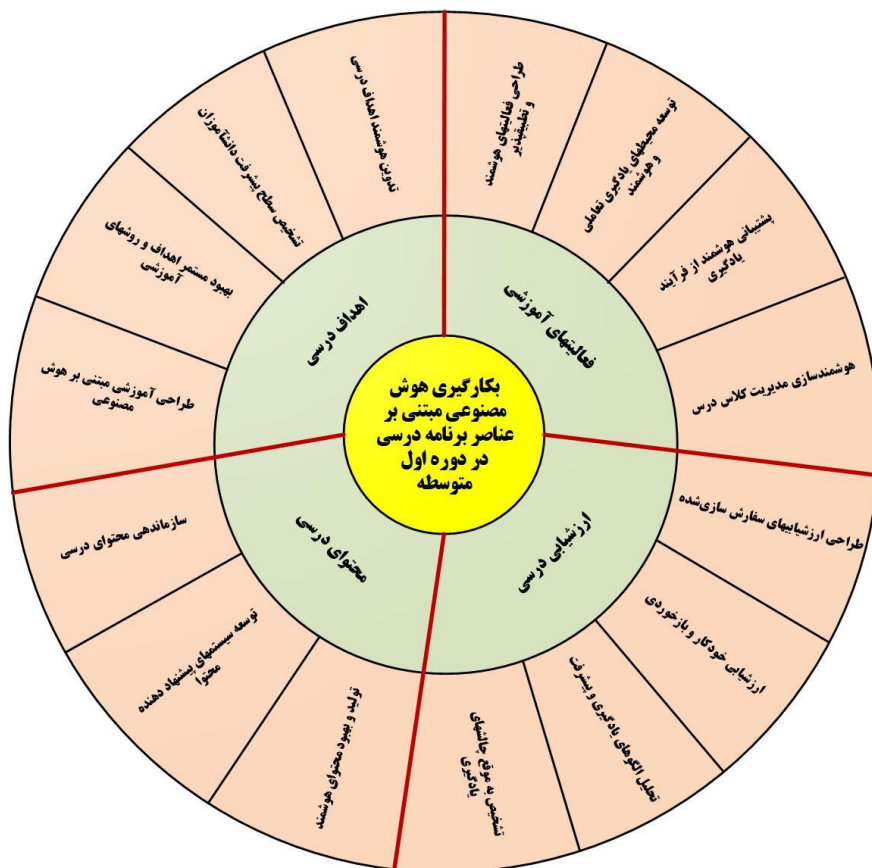 بکارگیری هوش
مصنوعی مبتنی بر
عناصر برنامه درسی
در دوره اول
متوسطه
فعالیتهای آموزشی
طراحی فعالیتهای هوشمند
و تطبیقپذیر
توسعه محیطهای یادگیری تعاملی
و هوشمند
پشتیبانی هوشمند از فرآیند
یادگیری
هوشمندسازی مدیریت کلاس درس
ارزشیابی درسی
طراحی ارزشیابیهای سفارش سازی‌شده
ارزشیابی خودکار و بازخوردی
تحلیل الگوهای یادگیری و پیشرفت
تشخیص به موقع چالشهای
یادگیری
محتوای درسی
تولید و بهبود محتوای هوشمند
توسعه سیستمهای پیشنهاد دهنده
محتوا
سازماندهی محتوای درسی
اهداف درسی
طراحی آموزشی مبتنی بر هوش
مصنوعی
بهبود مستمر اهداف و روشهای
آموزشی
تشخیص سطح پیشرفت دانشآموزان
تدوین هوشمند اهداف درسی